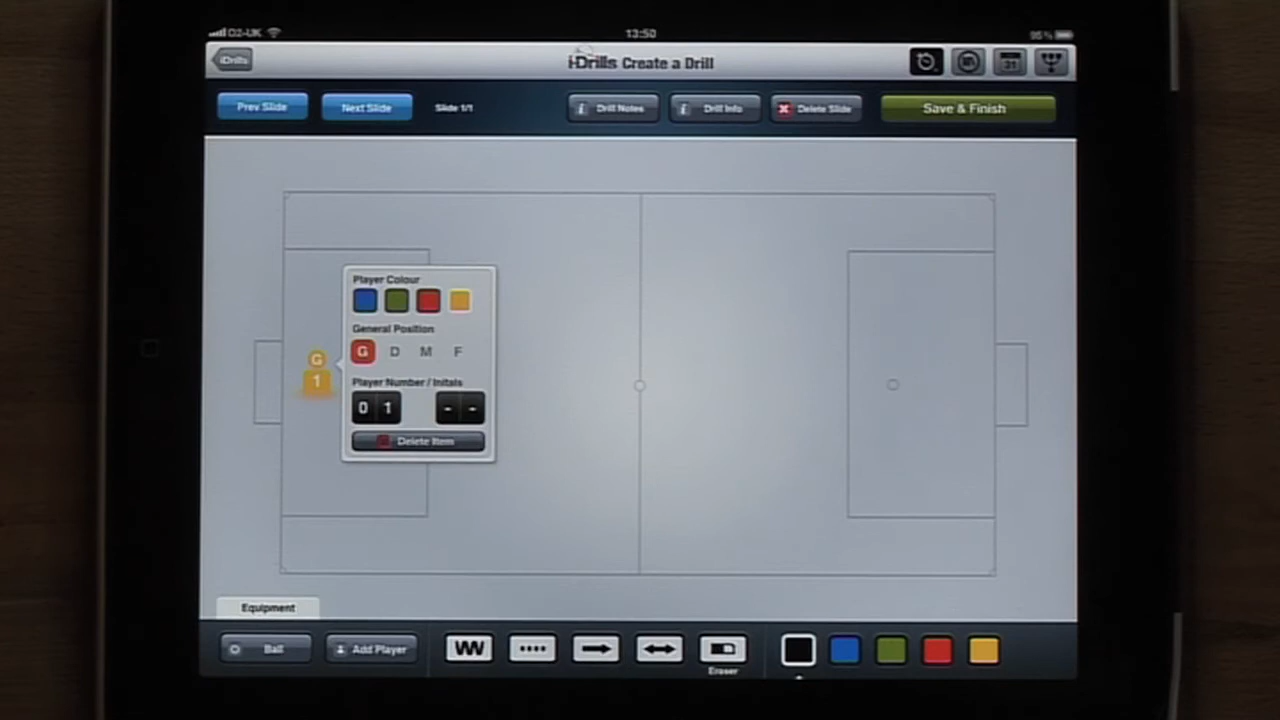 O2-UK
13:50
95%
iDrills
i-Drills Create a Drill
31
Prev Slide
Next Slide
Slide 1/1
Drill Notes
Drill Info
Delete Slide
Save & Finish
Player Colour
General Position
G D M F
G
1
Player Number / Initals
0 1 - -
Delete Item
Equipment
Ball
Add Player
Eraser